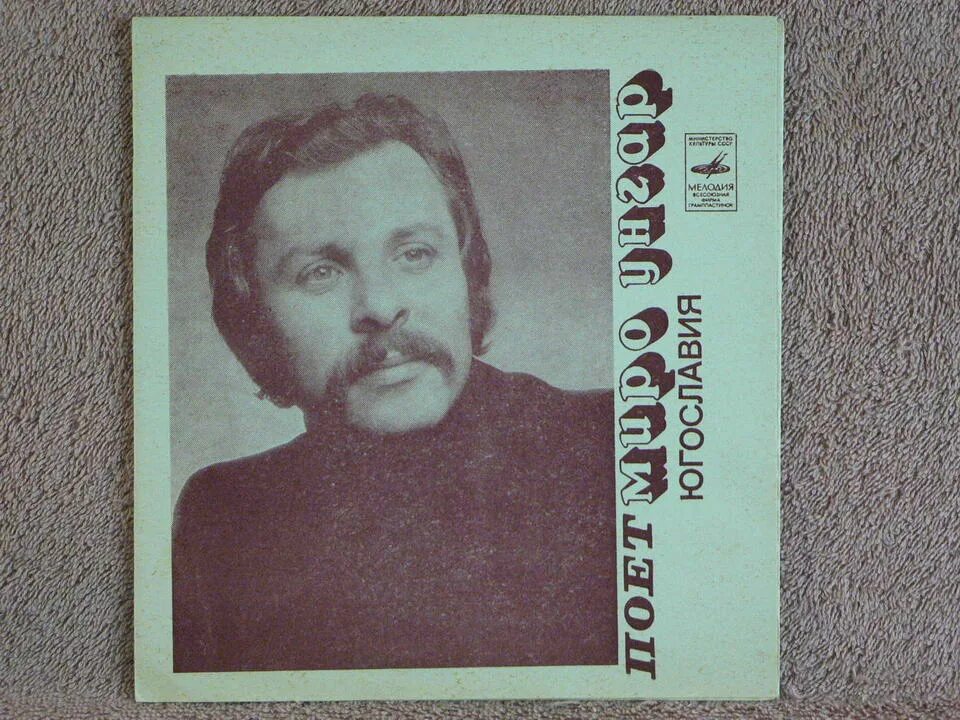 ПОЕТ МИРО УНГАР
ЮГОСЛАВИЯ
МИНИСТЕРСТВО
КУЛЬТУРЫ СССР
МЕЛОДИЯ
ВСЕСОЮЗНАЯ
ФИРМА
ГРАМПЛАСТИНОК